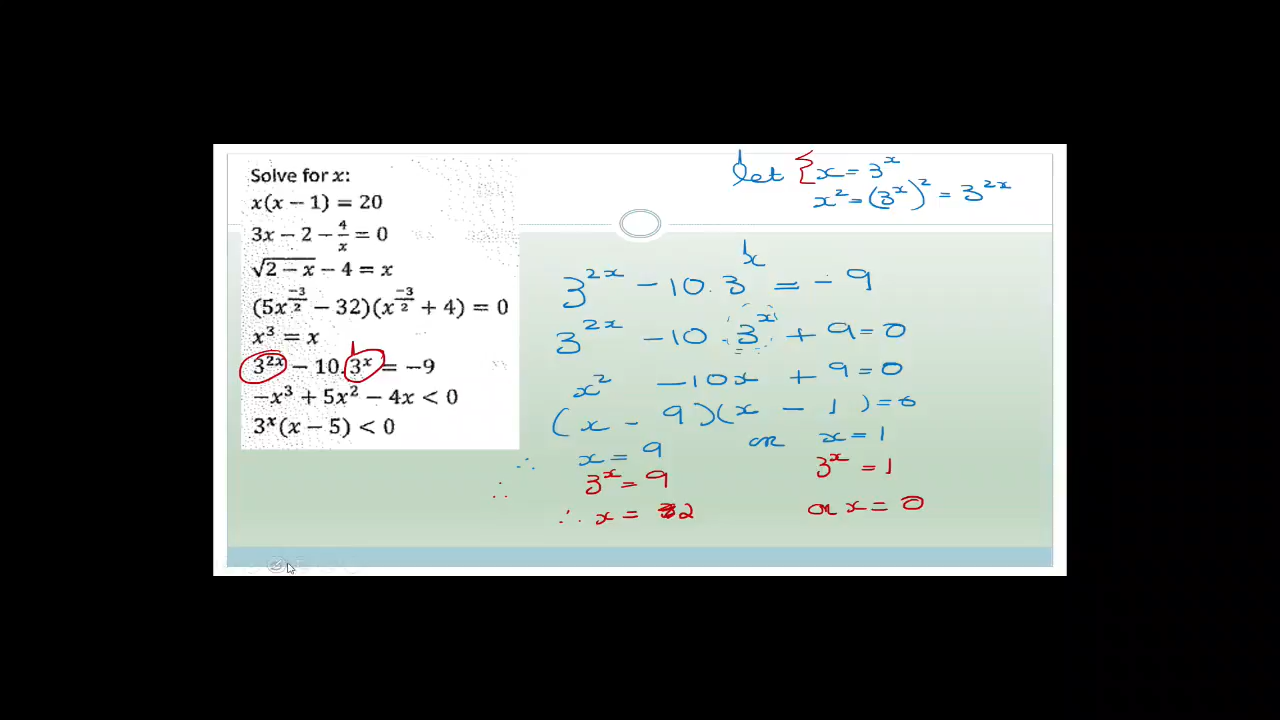 Solve for x:
x(x − 1) = 20
3x − 2 − 4/x = 0
√(2 − x) − 4 = x
(5x^(−3/2) − 32)(x^(−3/2) + 4) = 0
x³ = x
3^(2x) − 10.3^x = −9
−x³ + 5x² − 4x < 0
3^x(x − 5) < 0
let { x = 3^x
x² = (3^x)² = 3^(2x)
3^(2x) − 10.3^x = − 9
3^(2x) − 10.3^x + 9 = 0
x² − 10x + 9 = 0
(x − 9)(x − 1) = 0
∴ x = 9 or x = 1
3^x = 9 3^x = 1
∴ x = 2 or x = 0